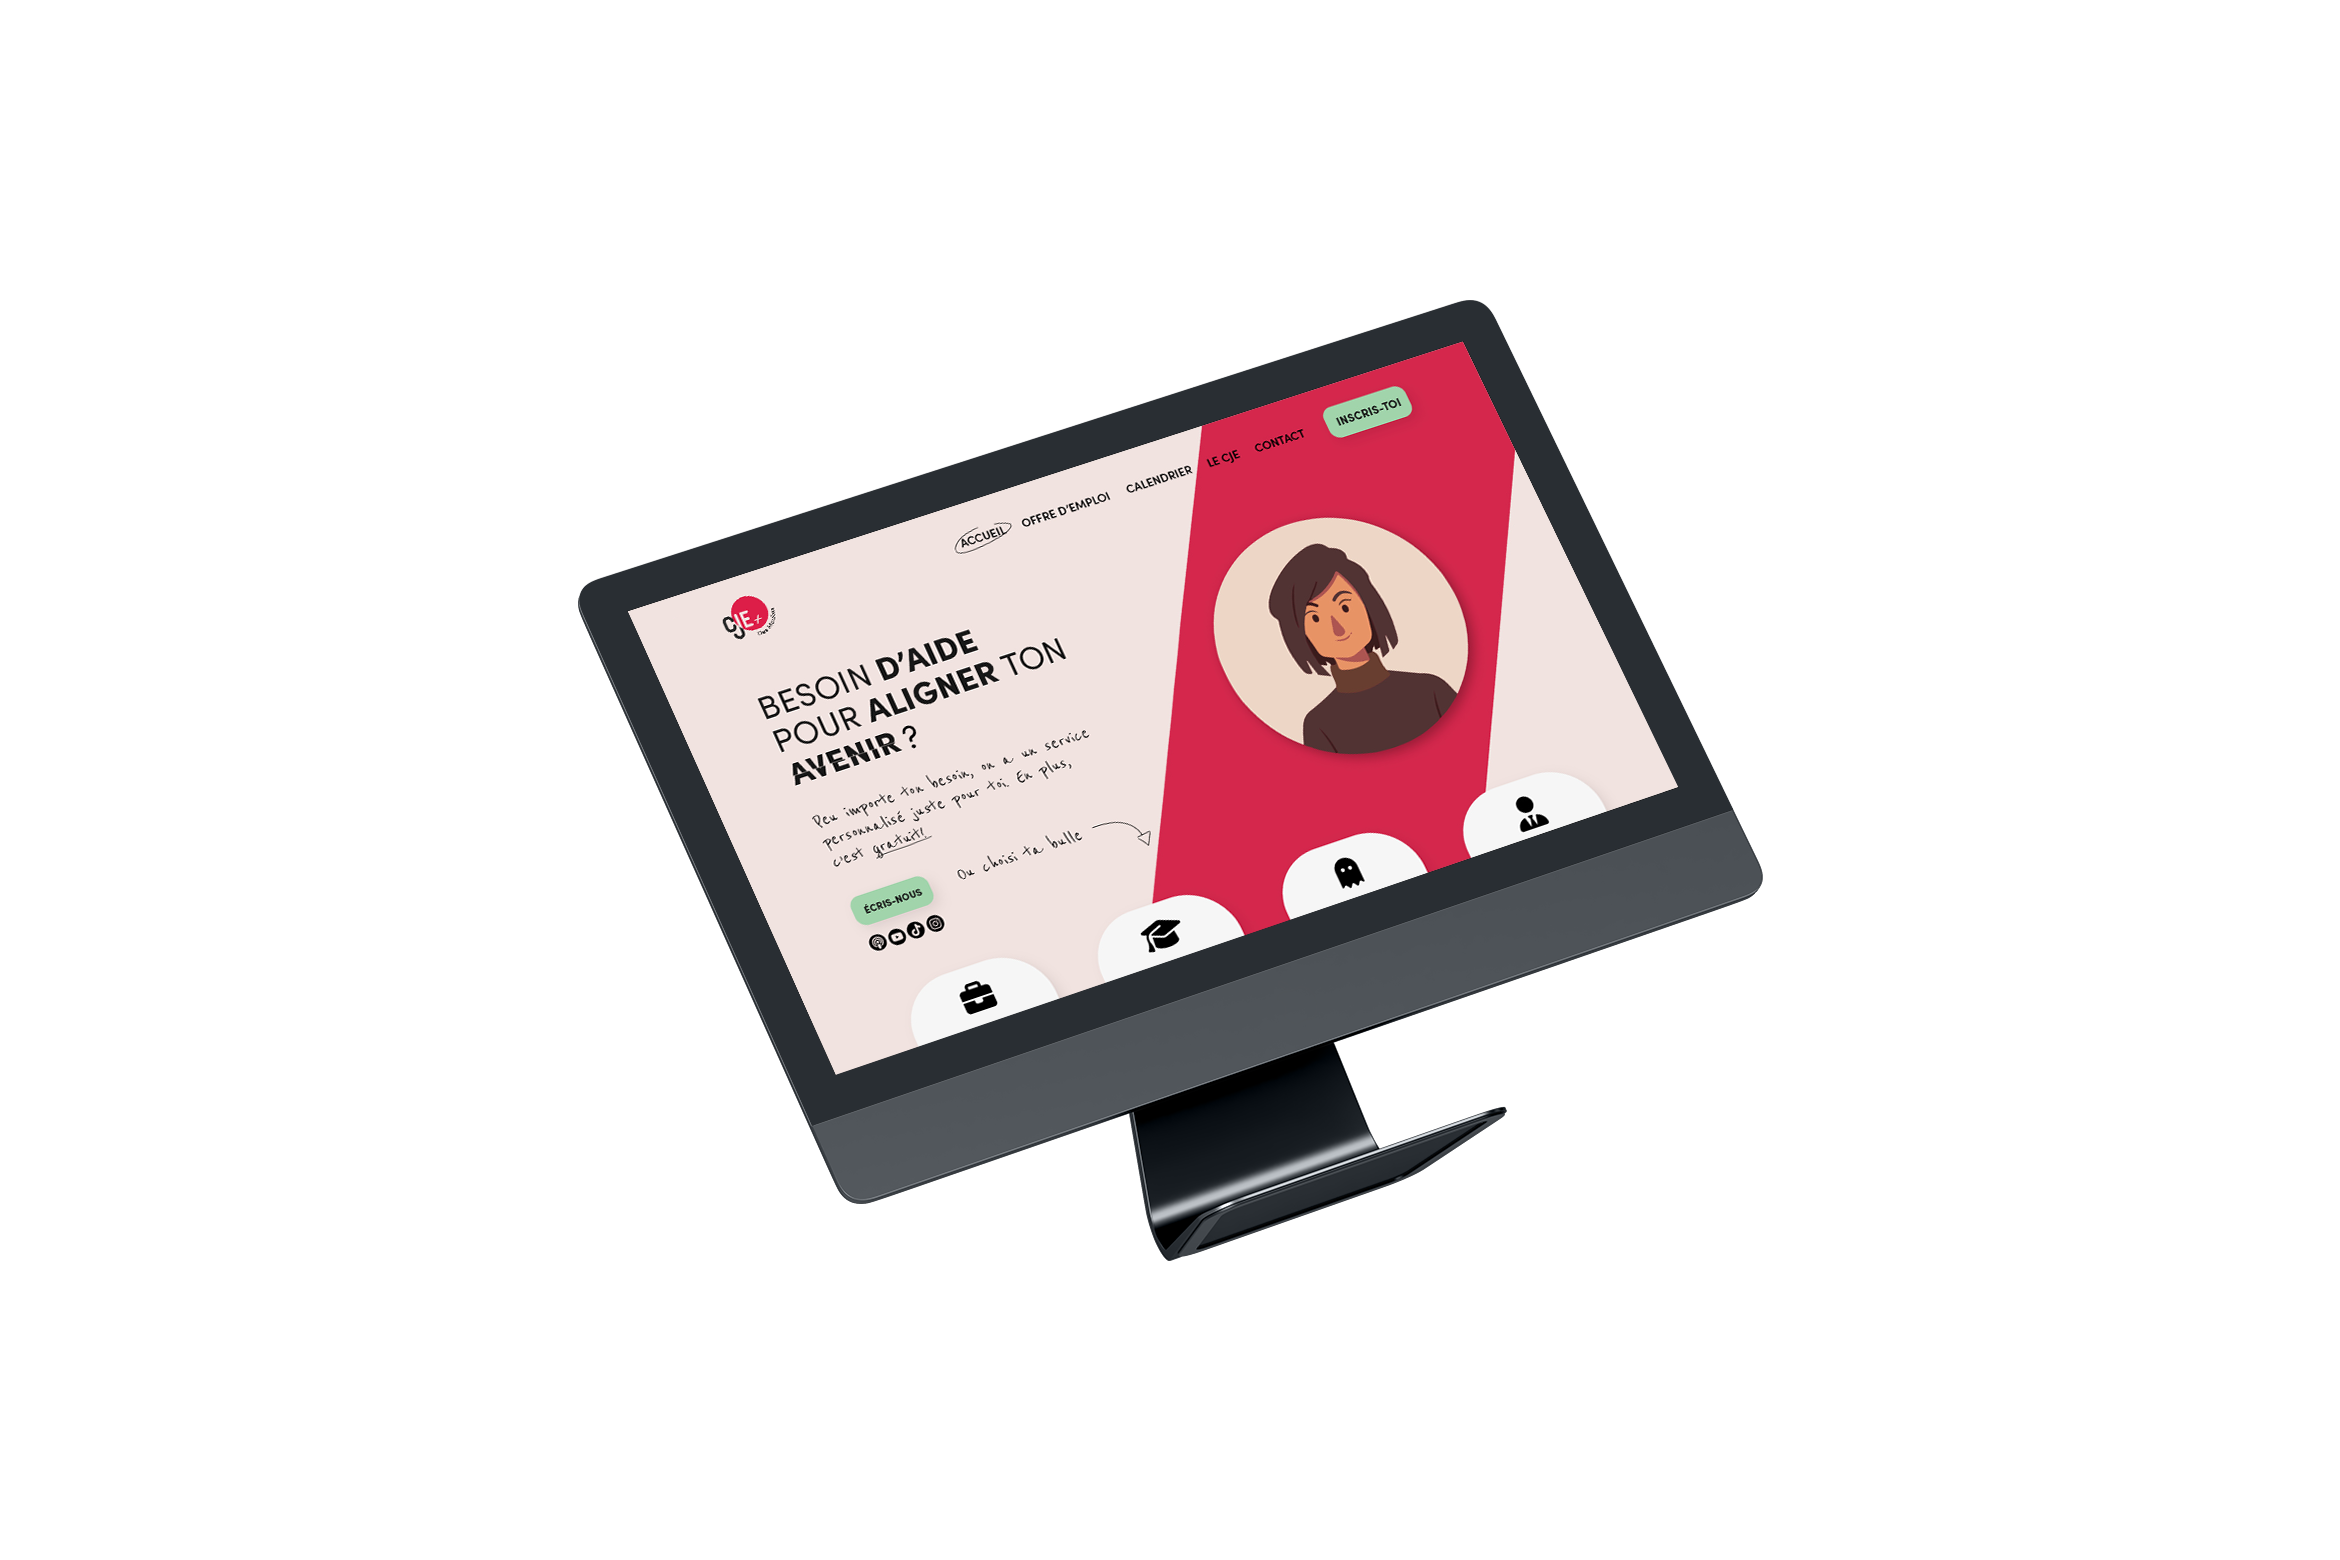 ACCUEIL OFFRE D'EMPLOI CALENDRIER LE CJE CONTACT INSCRIS-TOI
CJE+
BESOIN D'AIDE
POUR ALIGNER TON
AVENIR ?
Peu importe ton besoin, on a un service
personnalisé juste pour toi. En plus,
c'est gratuit!
Ou choisi ta bulle
ÉCRIS-NOUS